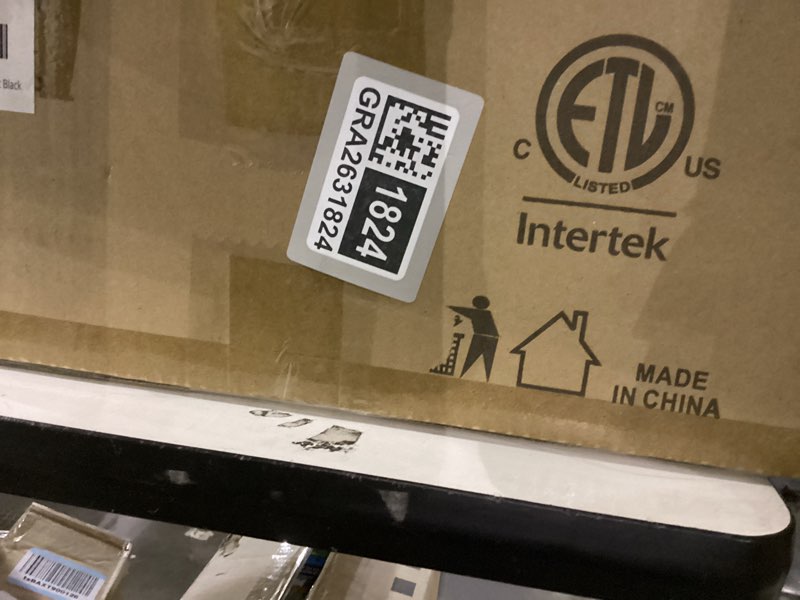 Black
GRA2631824
1824
ETL
CM
C
US
LISTED
Intertek
MADE
IN CHINA